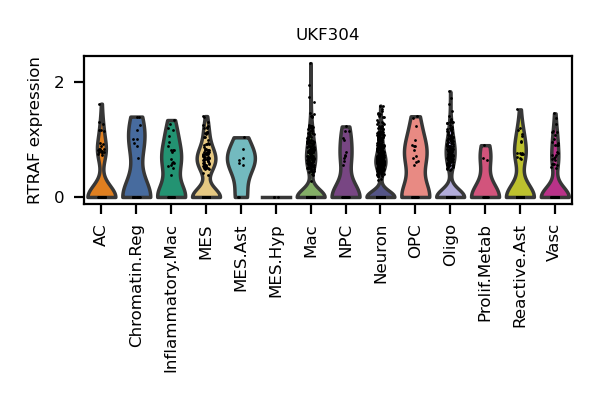 UKF304
RTRAF expression
2
0
AC
Chromatin.Reg
Inflammatory.Mac
MES
MES.Ast
MES.Hyp
Mac
NPC
Neuron
OPC
Oligo
Prolif.Metab
Reactive.Ast
Vasc